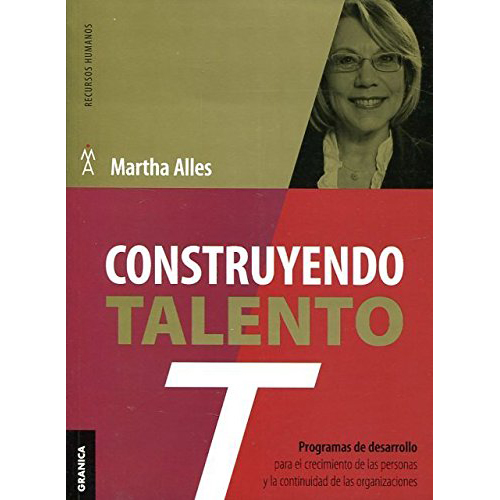 RECURSOS HUMANOS
MA
Martha Alles
CONSTRUYENDO
TALENTO
T
Programas de desarrollo
para el crecimiento de las personas
y la continuidad de las organizaciones
GRANICA